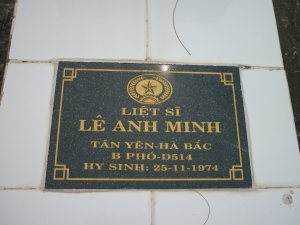 LIỆT SĨ
LÊ ANH MINH
TÂN YÊN-HÀ BẮC
B PHÓ-D514
HY SINH: 25-11-1974